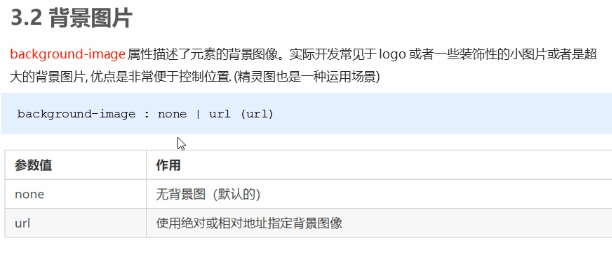 3.2 背景图片
background-image 属性描述了元素的背景图像。实际开发常见于 logo 或者一些装饰性的小图片或者是超
大的背景图片, 优点是非常便于控制位置. (精灵图也是一种运用场景)
background-image : none | url (url)
参数值 作用
none 无背景图（默认的）
url 使用绝对或相对地址指定背景图像